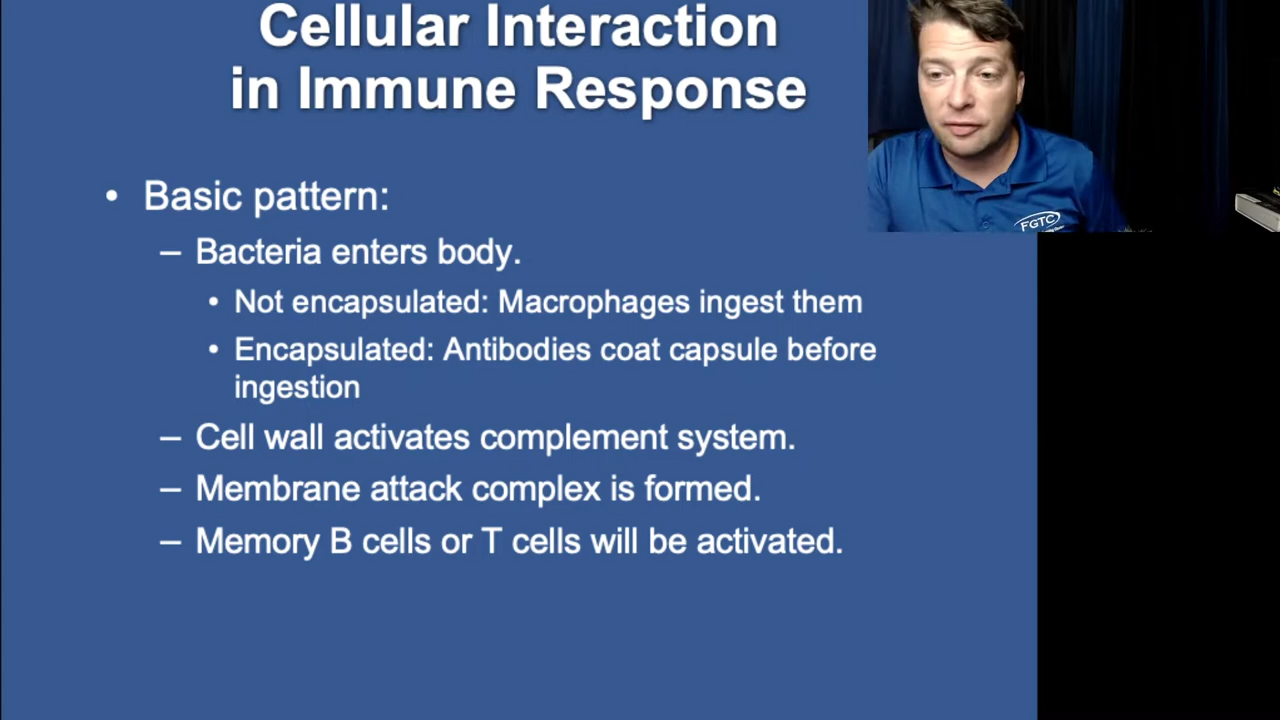 Cellular Interaction
in Immune Response
• Basic pattern:
– Bacteria enters body.
• Not encapsulated: Macrophages ingest them
• Encapsulated: Antibodies coat capsule before
ingestion
– Cell wall activates complement system.
– Membrane attack complex is formed.
– Memory B cells or T cells will be activated.
FGTC